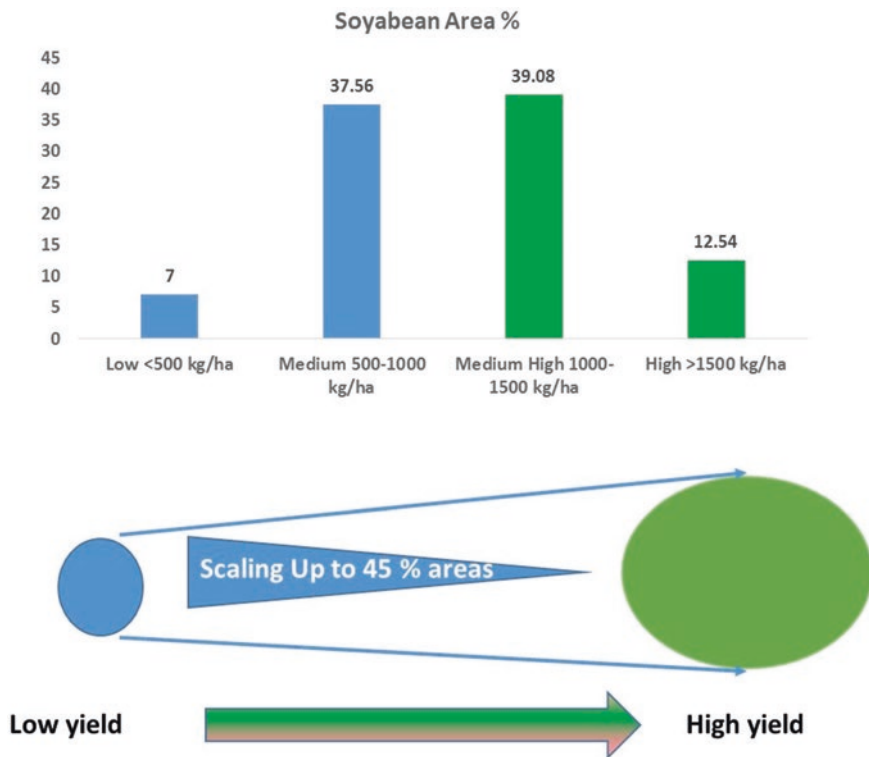 Soyabean Area %
45
40
35
30
25
20
15
10
5
0
7
37.56
39.08
12.54
Low <500 kg/ha
Medium 500-1000
kg/ha
Medium High 1000-
1500 kg/ha
High >1500 kg/ha
Scaling Up to 45 % areas
Low yield
High yield